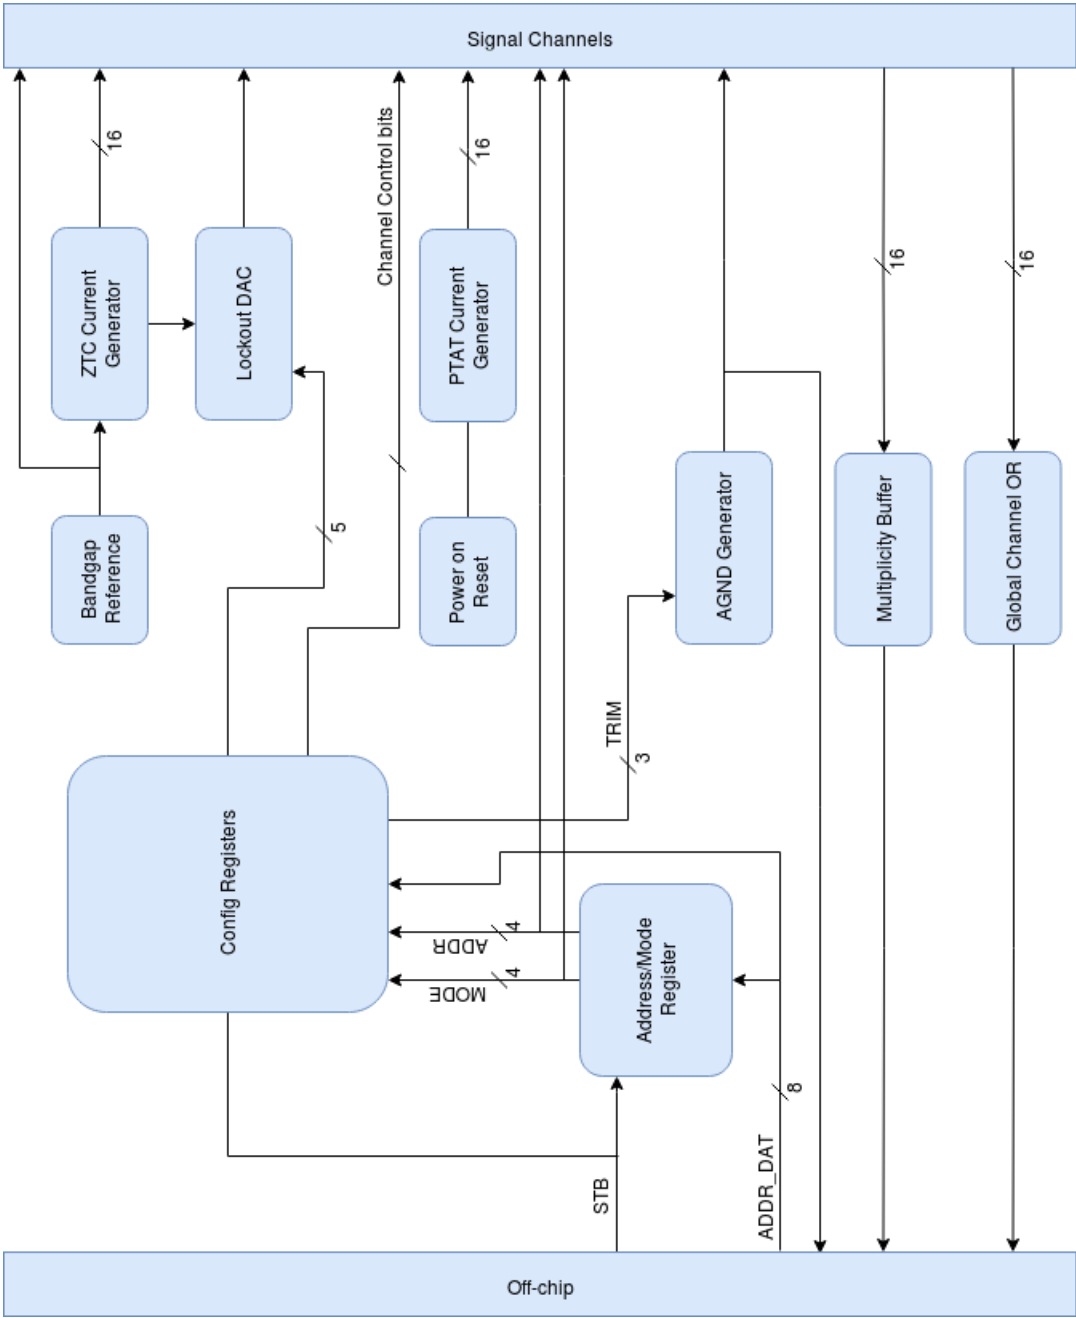 Signal Channels
16
ZTC Current
Generator
Lockout DAC
Channel Control bits
16
PTAT Current
Generator
16
16
Bandgap
Reference
5
Power on
Reset
AGND Generator
Multiplicity Buffer
Global Channel OR
TRIM
3
Config Registers
ADDR
4
MODE
4
Address/Mode
Register
8
STB
ADDR_DAT
Off-chip